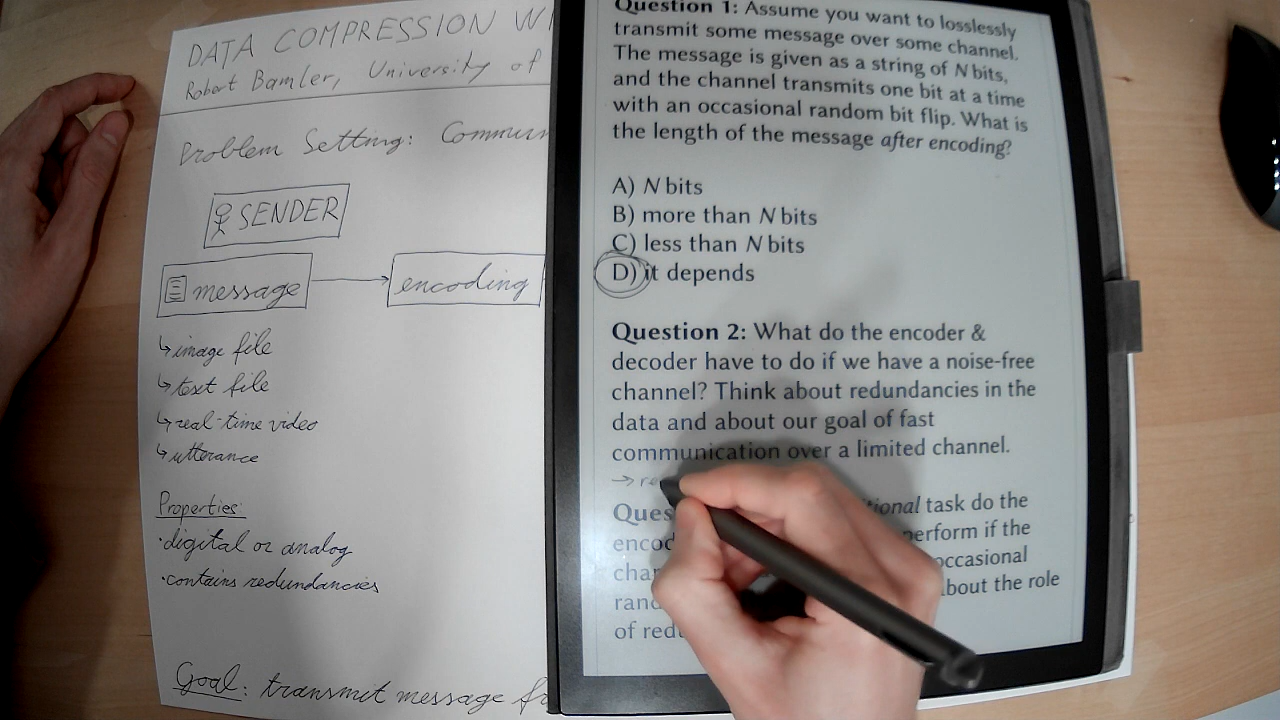 DATA COMPRESSION
Robert Bamler, University of
Problem Setting:
SENDER
message
encoding
↳ image file
↳ text file
↳ real-time video
↳ utterance
Properties:
· digital or analog
· contains redundancies
Goal: transmit message
Question 1: Assume you want to losslessly
transmit some message over some channel.
The message is given as a string of N bits,
and the channel transmits one bit at a time
with an occasional random bit flip. What is
the length of the message after encoding?
A) N bits
B) more than N bits
C) less than N bits
D) it depends
Question 2: What do the encoder &
decoder have to do if we have a noise-free
channel? Think about redundancies in the
data and about our goal of fast
communication over a limited channel.
→ re
task do the
perform if the
occasional
about the role
of